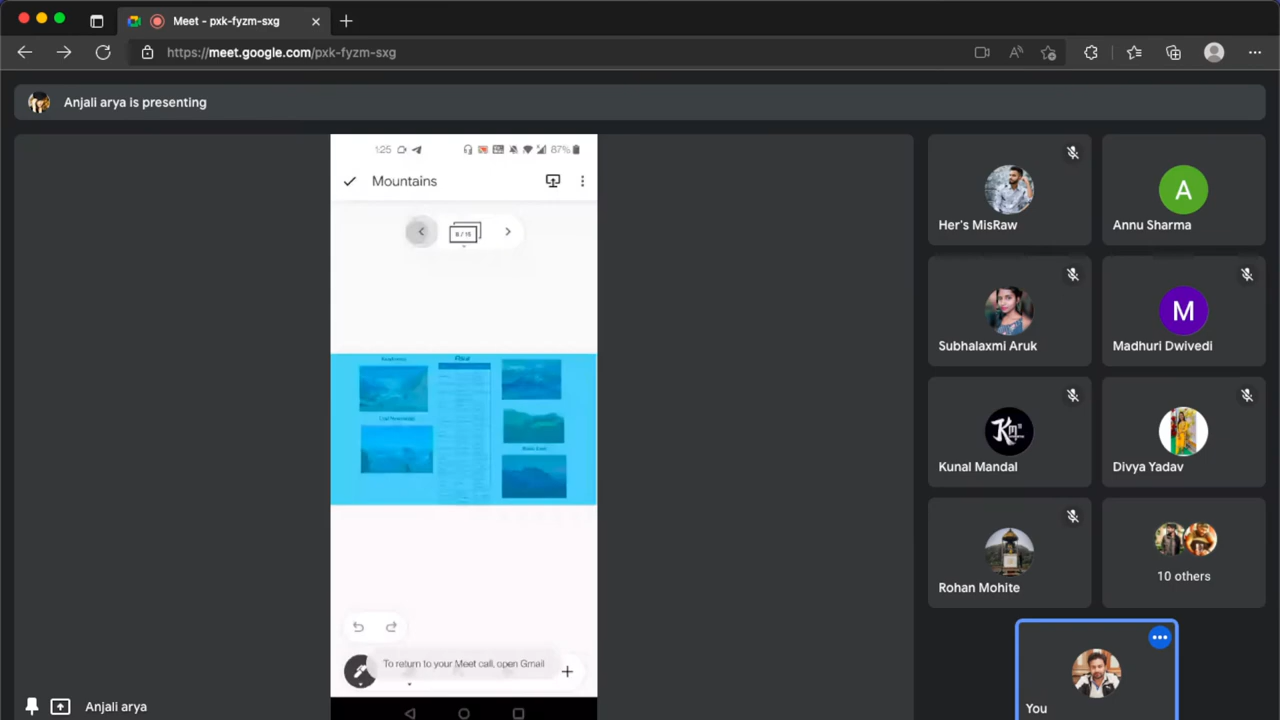 Meet - pxk-fyzm-sxg
https://meet.google.com/pxk-fyzm-sxg
Anjali arya is presenting
1:25
87%
Mountains
8 / 15
To return to your Meet call, open Gmail
Anjali arya
Her's MisRaw
A
Annu Sharma
Subhalaxmi Aruk
M
Madhuri Dwivedi
Kunal Mandal
Divya Yadav
Rohan Mohite
10 others
You